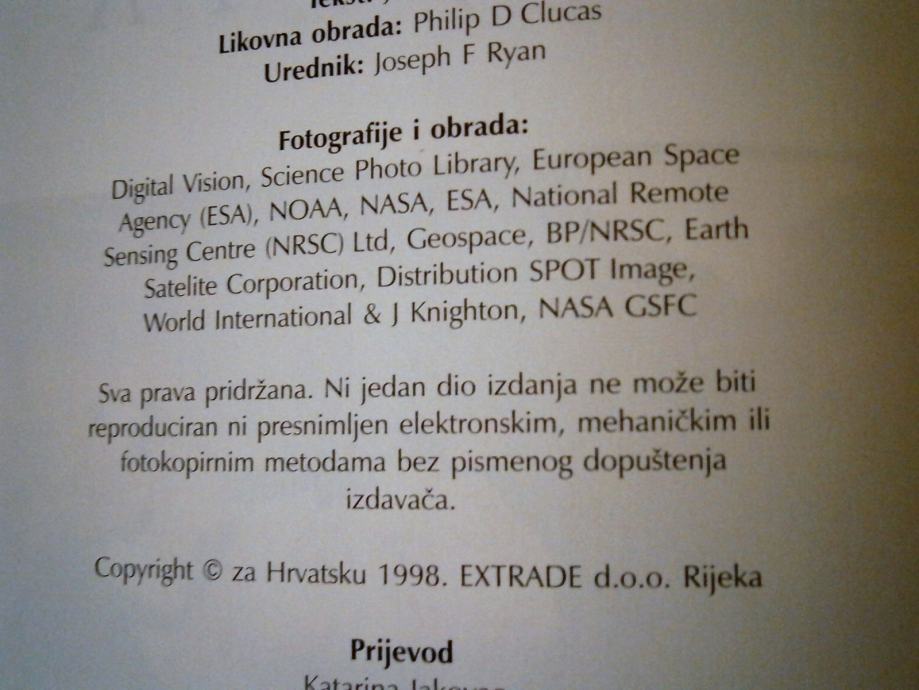 Likovna obrada: Philip D Clucas
Urednik: Joseph F Ryan
Fotografije i obrada:
Digital Vision, Science Photo Library, European Space
Agency (ESA), NOAA, NASA, ESA, National Remote
Sensing Centre (NRSC) Ltd, Geospace, BP/NRSC, Earth
Satelite Corporation, Distribution SPOT Image,
World International & J Knighton, NASA GSFC
Sva prava pridržana. Ni jedan dio izdanja ne može biti
reproduciran ni presnimljen elektronskim, mehaničkim ili
fotokopirnim metodama bez pismenog dopuštenja
izdavača.
Copyright © za Hrvatsku 1998. EXTRADE d.o.o. Rijeka
Prijevod
Katarina